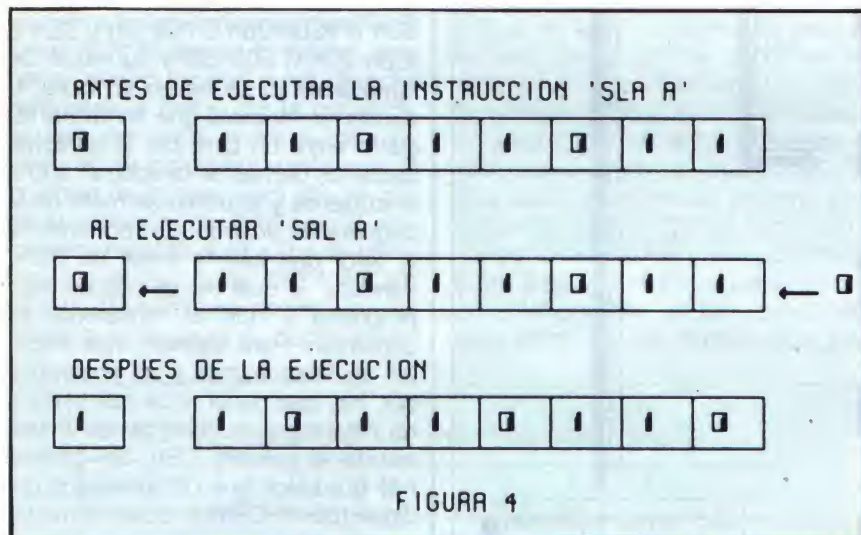 ANTES DE EJECUTAR LA INSTRUCCION 'SLA A'
0 1 1 0 1 1 0 1 1
AL EJECUTAR 'SAL A'
0 ← 1 1 0 1 1 0 1 1 ← 0
DESPUES DE LA EJECUCION
1 1 0 1 1 0 1 1 0
FIGURA 4